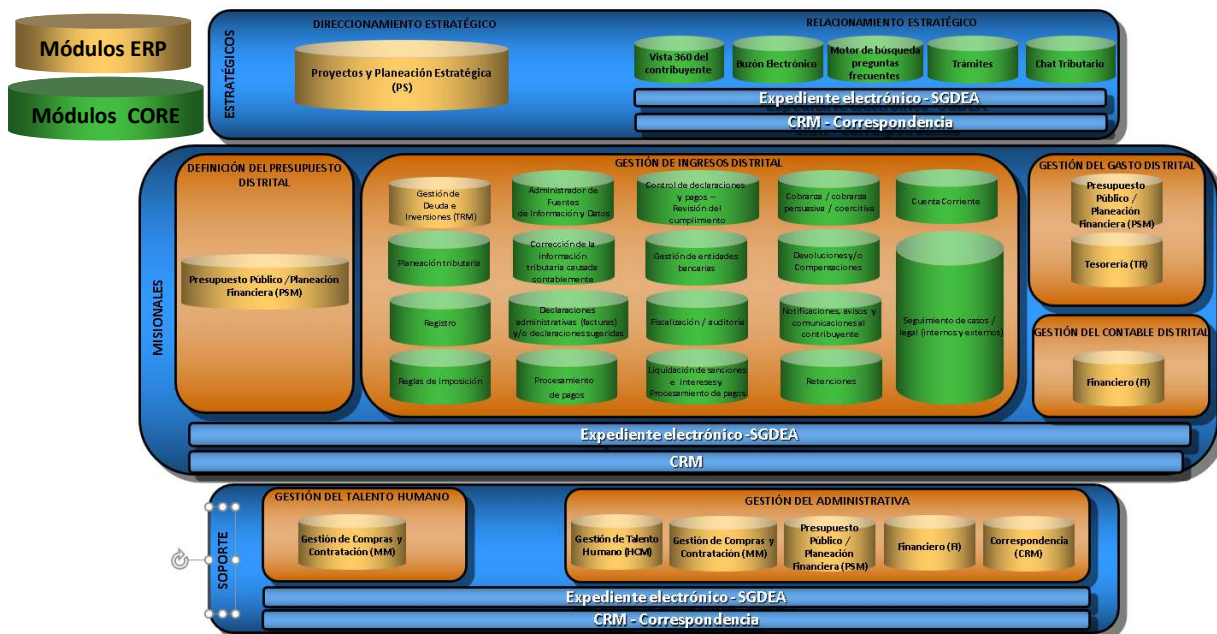 Módulos ERP
Módulos CORE
ESTRATÉGICOS
DIRECCIONAMIENTO ESTRATÉGICO
Proyectos y Planeación Estratégica
(PS)
RELACIONAMIENTO ESTRATÉGICO
Vista 360 del
contribuyente
Buzón Electrónico
Motor de búsqueda
preguntas
frecuentes
Trámites
Chat Tributario
Expediente electrónico- SGDEA
CRM - Correspondencia
MISIONALES
DEFINICIÓN DEL PRESUPUESTO
DISTRITAL
Presupuesto Público /Planeación
Financiera (PSM)
GESTIÓN DE INGRESOS DISTRITAL
Gestión de
Deuda e
Inversiones (TRM)
Administrador de
Fuentes
de Información y Datos
Control de declaraciones
y pagos –
Revisión del
cumplimiento
Cobranza / cobranza
persuasiva / coercitiva
Cuenta Corriente
Planeación tributaria
Corrección de la
información
tributaria causada
contablemente
Gestión de entidades
bancarias
Devoluciones y/o
Compensaciones
Registro
Declaraciones
administrativas (facturas)
y/o declaraciones sugeridas
Fiscalización / auditoría
Notificaciones, avisos y
comunicaciones al
contribuyente
Seguimiento de casos /
legal (internos y externos)
Reglas de imposición
Procesamiento
de pagos
Liquidación de sanciones
e intereses y
Procesamiento de pagos
Retenciones
GESTIÓN DEL GASTO DISTRITAL
Presupuesto
Público /
Planeación
Financiera (PSM)
Tesorería (TR)
GESTIÓN DEL CONTABLE DISTRITAL
Financiero (FI)
Expediente electrónico -SGDEA
CRM
SOPORTE
GESTIÓN DEL TALENTO HUMANO
Gestión de Compras y
Contratación (MM)
GESTIÓN DEL ADMINISTRATIVA
Gestión de Talento
Humano (HCM)
Gestión de Compras y
Contratación (MM)
Presupuesto
Público /
Planeación
Financiera (PSM)
Financiero (FI)
Correspondencia
(CRM)
Expediente electrónico- SGDEA
CRM - Correspondencia